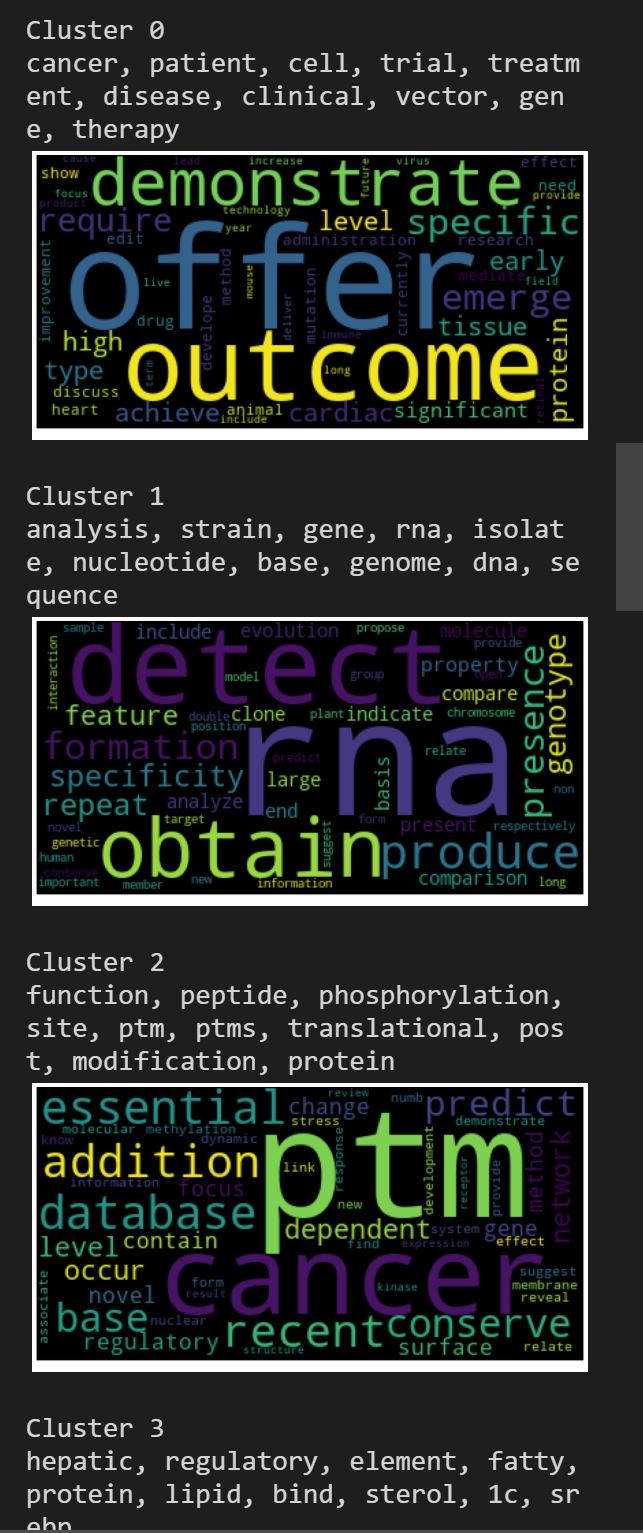 Cluster 0
cancer, patient, cell, trial, treatm
ent, disease, clinical, vector, gen
e, therapy
cause lead increase virus effect
show demonstrate future need
focus product provide
require technology level specific
year
edit administration research early
offer
improvement live method mouse deliver mutation currently mediate field
emerge
drug develope immune tissue
high outcome protein
type term long
discuss
heart achieve animal include cardiac significant retinal
Cluster 1
analysis, strain, gene, rna, isolat
e, nucleotide, base, genome, dna, se
quence
sample include evolution propose molecule
provide
interaction detect model group property open presence genotype
compare
feature double clone plant indicate chromosome
position
formation rna predict relate
specificity large basis non
repeat analyze end
novel target form present respectively
genetic obtain suggest produce
human
conserve
important member new information comparison long
Cluster 2
function, peptide, phosphorylation,
site, ptm, ptms, translational, pos
t, modification, protein
essential change review numb predict
molecular methylation stress demonstrate
know dynamic
addition link ptm response development receptor provide method network
information focus
database new
dependent system gene
level contain find expression effect
occur cancer
form suggest
novel result kinase membrane
reveal
associate base nuclear recent conserve
regulatory structure surface relate
Cluster 3
hepatic, regulatory, element, fatty,
protein, lipid, bind, sterol, 1c, sr
ebp